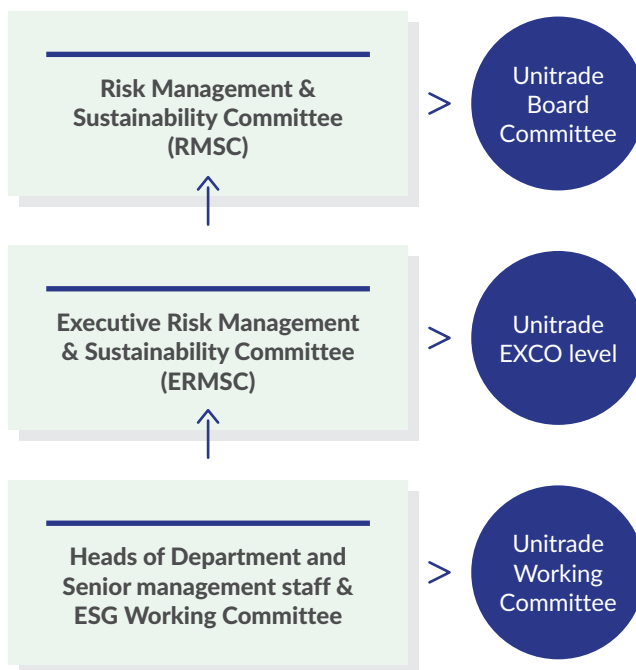 Risk Management &
Sustainability Committee
(RMSC)
>
Unitrade
Board
Committee
Executive Risk Management
& Sustainability Committee
(ERMSC)
>
Unitrade
EXCO level
Heads of Department and
Senior management staff &
ESG Working Committee
>
Unitrade
Working
Committee